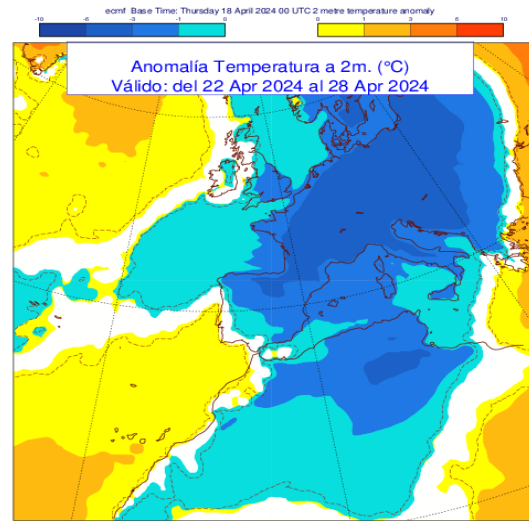 ecmf Base Time: Thursday 18 April 2024 00 UTC 2 metre temperature anomaly
-10 -6 -3 -1 0 0 1 3 6 10
Anomalía Temperatura a 2m. (°C)
Válido: del 22 Apr 2024 al 28 Apr 2024